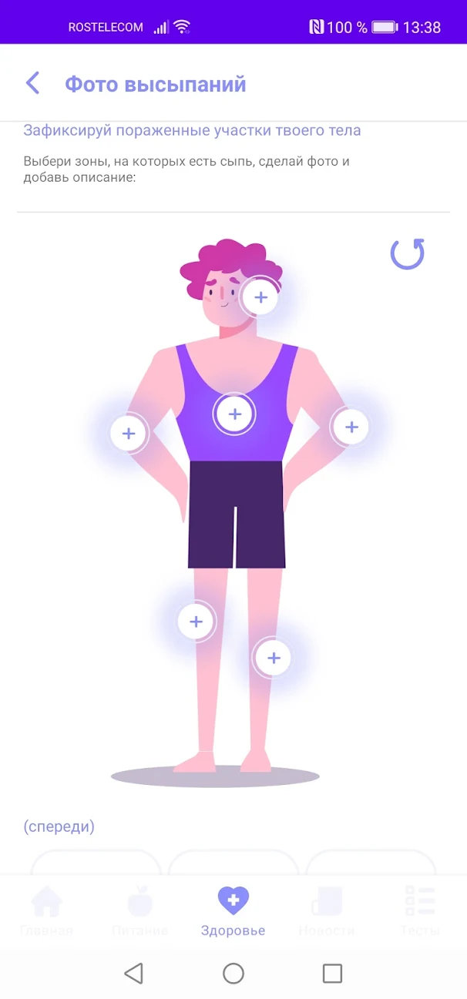 ROSTELECOM 100 % 13:38
Фото высыпаний
Зафиксируй пораженные участки твоего тела
Выбери зоны, на которых есть сыпь, сделай фото и
добавь описание:
(спереди)
Главная Питание Здоровье Новости Тесты